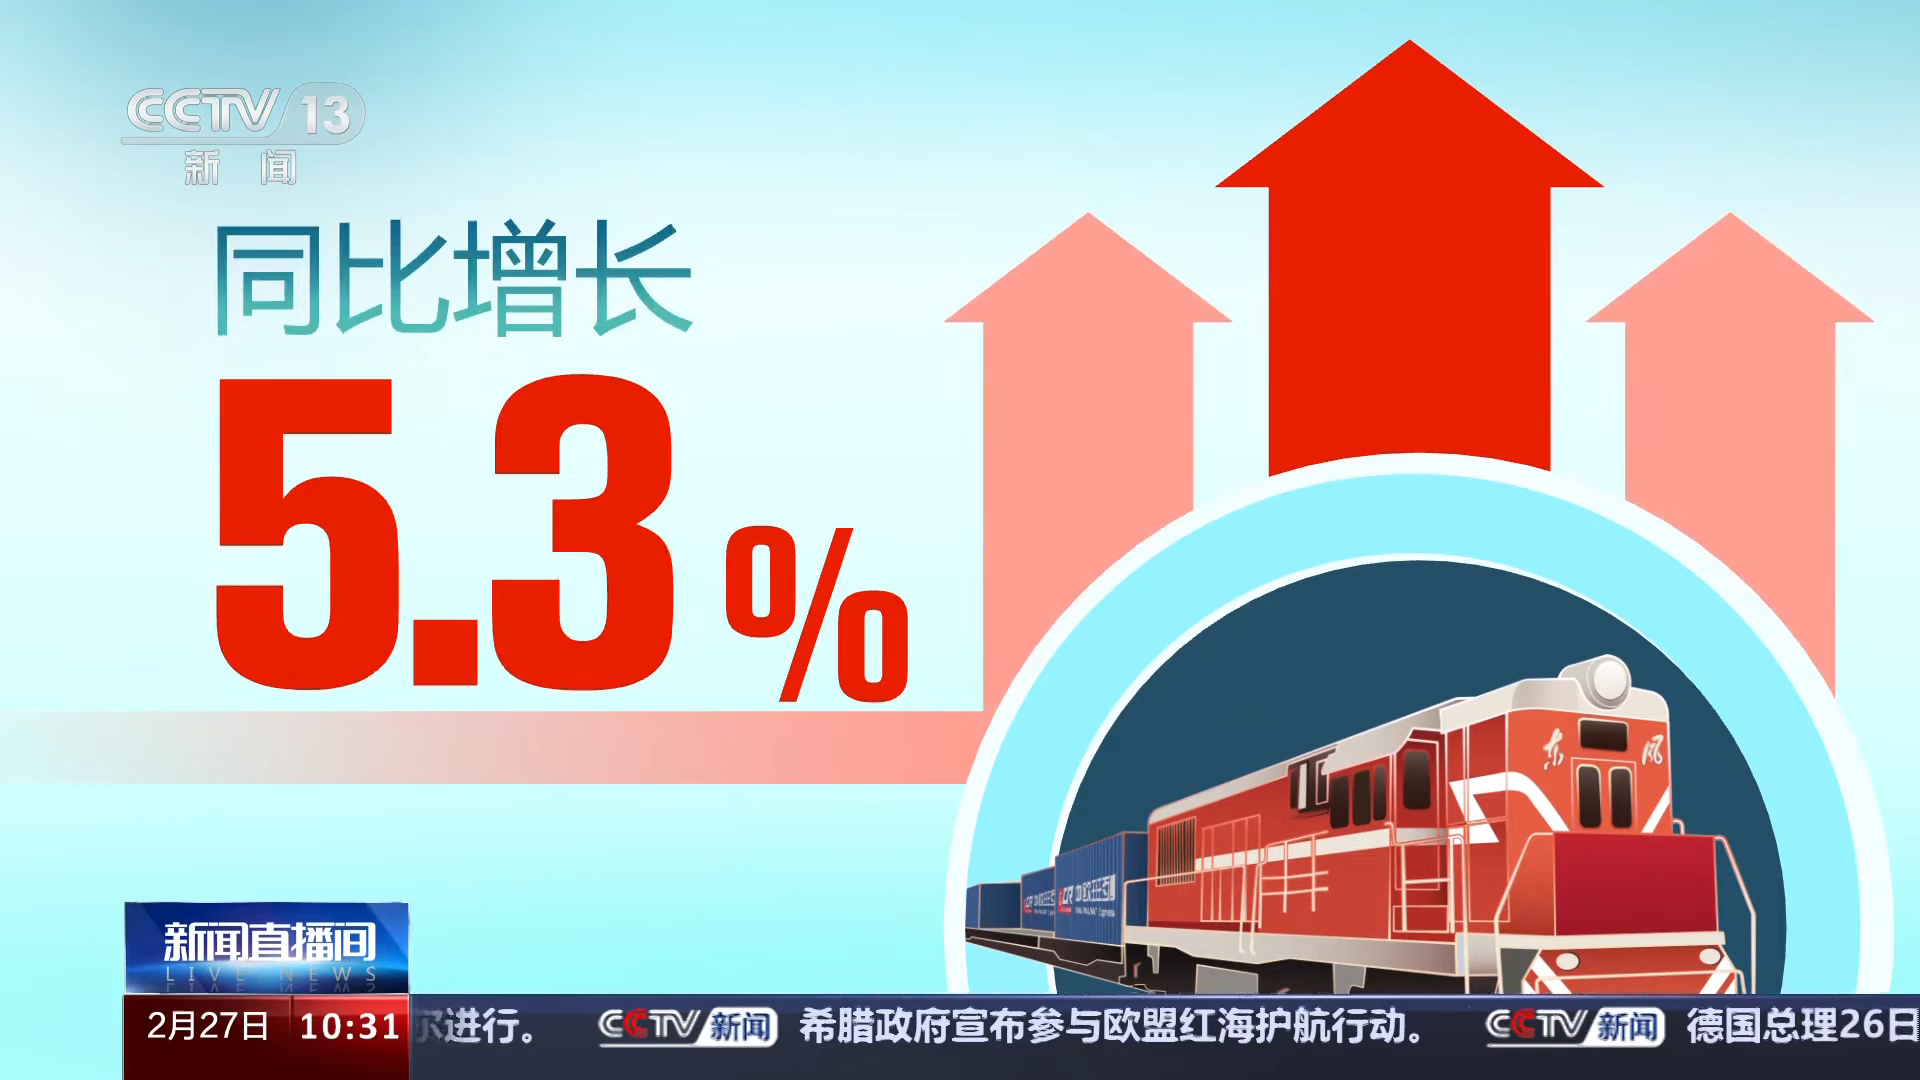 CCTV 13
新闻
同比增长
5.3%
东风
新闻直播间
LIVE NEWS
2月27日 10:31
尔进行。 CCTV新闻 希腊政府宣布参与欧盟红海护航行动。 CCTV新闻 德国总理26日